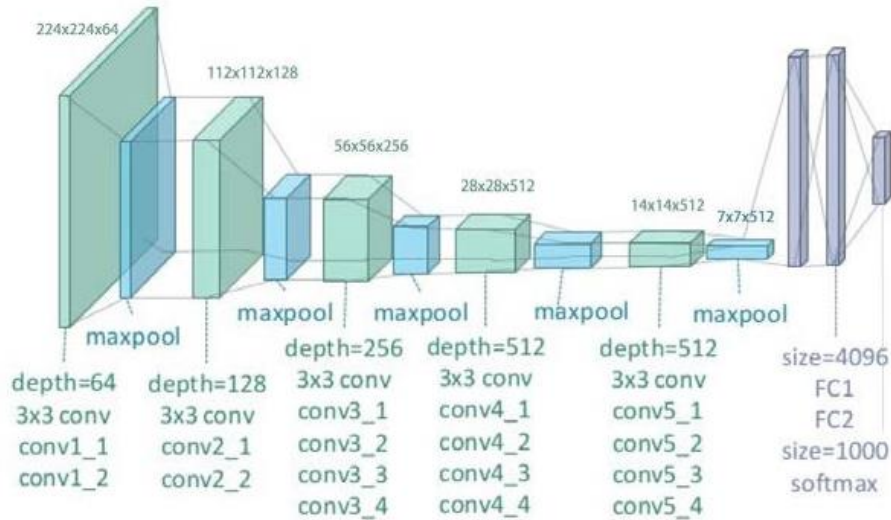 224x224x64
112x112x128
56x56x256
28x28x512
14x14x512
7x7x512
maxpool
maxpool
maxpool
maxpool
maxpool
depth=64
3x3 conv
conv1_1
conv1_2
depth=128
3x3 conv
conv2_1
conv2_2
depth=256
3x3 conv
conv3_1
conv3_2
conv3_3
conv3_4
depth=512
3x3 conv
conv4_1
conv4_2
conv4_3
conv4_4
depth=512
3x3 conv
conv5_1
conv5_2
conv5_3
conv5_4
size=4096
FC1
FC2
size=1000
softmax